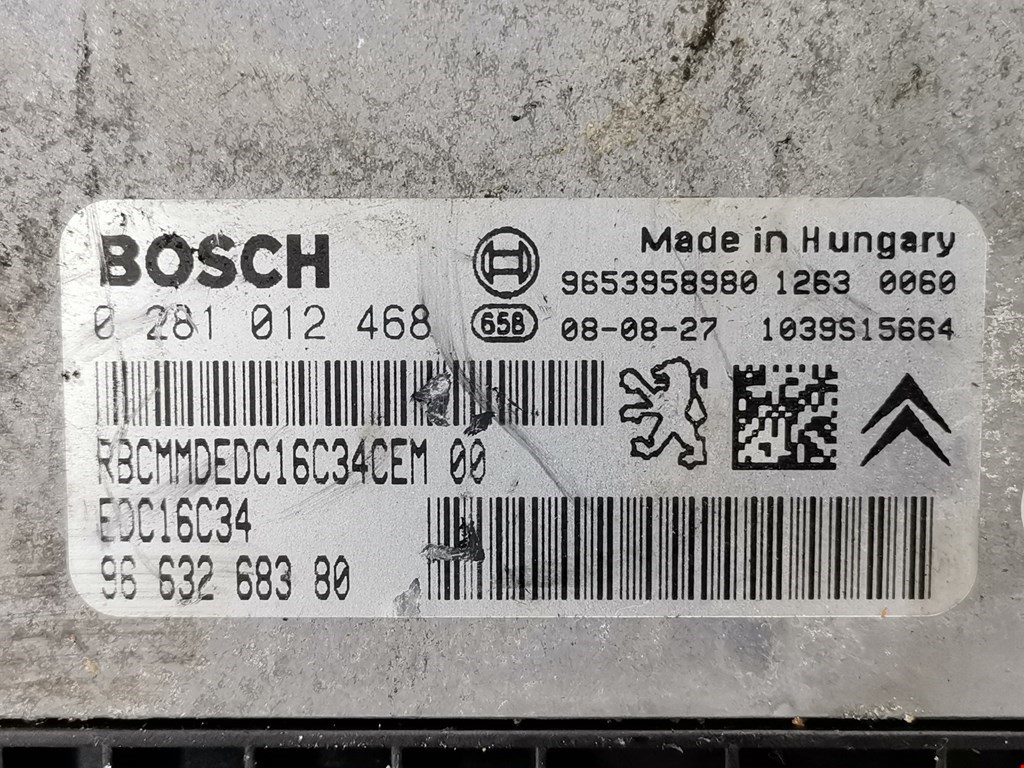 BOSCH
Made in Hungary
9653958980 1263 0060
0 281 012 468
65B
08-08-27 1039S15664
RBCMMDEDC16C34CEM 00
EDC16C34
96 632 683 80